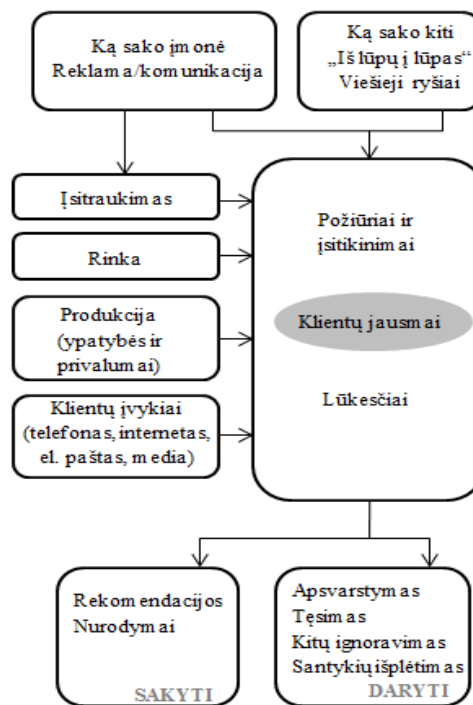 Ką sako įmonė
Reklama/komunikacija
Ką sako kiti
„Iš lūpų į lūpas“
Viešieji ryšiai
Įsitraukimas
Rinka
Produkcija
(ypatybės ir
privalumai)
Klientų įvykiai
(telefonas, internetas,
el. paštas, media)
Požiūriai ir
įsitikinimai
Klientų jausmai
Lūkesčiai
Rekomendacijos
Nurodymai
SAKYTI
Apsvarstymas
Tęsimas
Kitų ignoravimas
Santykių išplėtimas
DARYTI